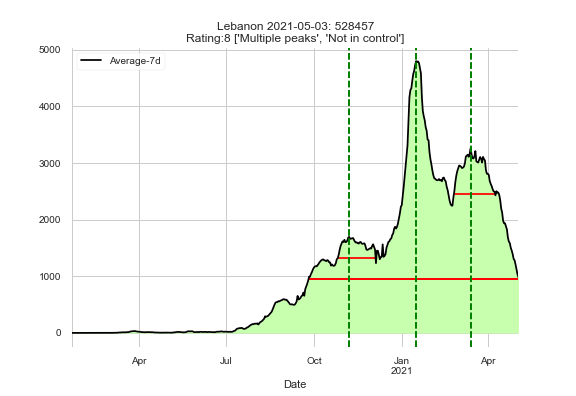 Lebanon 2021-05-03: 528457
Rating:8 ['Multiple peaks', 'Not in control']
Average-7d
5000
4000
3000
2000
1000
0
Apr
Jul
Oct
Jan
2021
Apr
Date